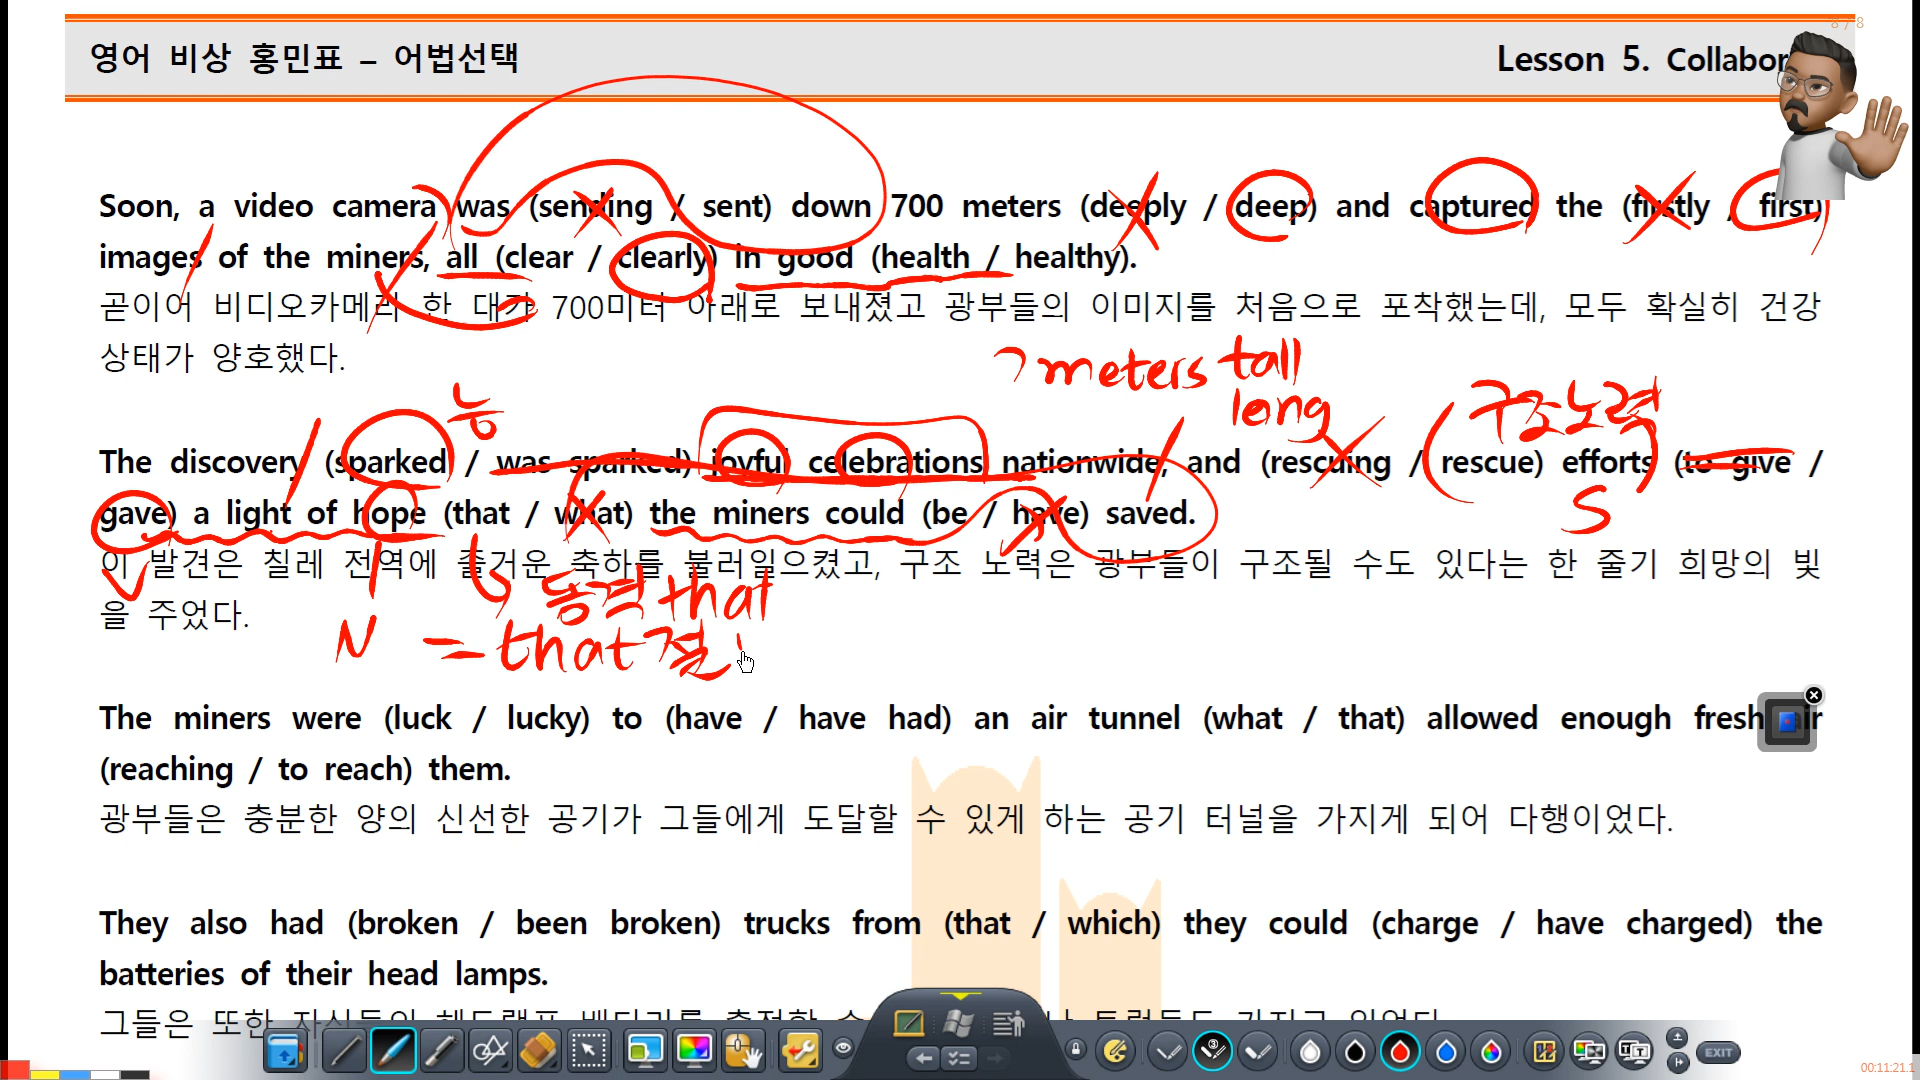 8 / 8
영어 비상 홍민표 – 어법선택
Lesson 5. Collabor
Soon, a video camera was (sending / sent) down 700 meters (deeply / deep) and captured the (firstly / first)
images of the miners, all (clear / clearly) in good (health / healthy).
곧이어 비디오카메라 한 대가 700미터 아래로 보내졌고 광부들의 이미지를 처음으로 포착했는데, 모두 확실히 건강
상태가 양호했다.
meters tall
long
구조노력
능
The discovery (sparked / was sparked) joyful celebrations nationwide, and (rescuing / rescue) efforts (to give /
S
gave) a light of hope (that / what) the miners could (be / have) saved.
이 발견은 칠레 전역에 즐거운 축하를 불러일으켰고, 구조 노력은 광부들이 구조될 수도 있다는 한 줄기 희망의 빛
을 주었다.
V
N
동격 that
= that 절
The miners were (luck / lucky) to (have / have had) an air tunnel (what / that) allowed enough fresh air
(reaching / to reach) them.
광부들은 충분한 양의 신선한 공기가 그들에게 도달할 수 있게 하는 공기 터널을 가지게 되어 다행이었다.
They also had (broken / been broken) trucks from (that / which) they could (charge / have charged) the
batteries of their head lamps.
그들은 또한
EXIT
00:11:21.1